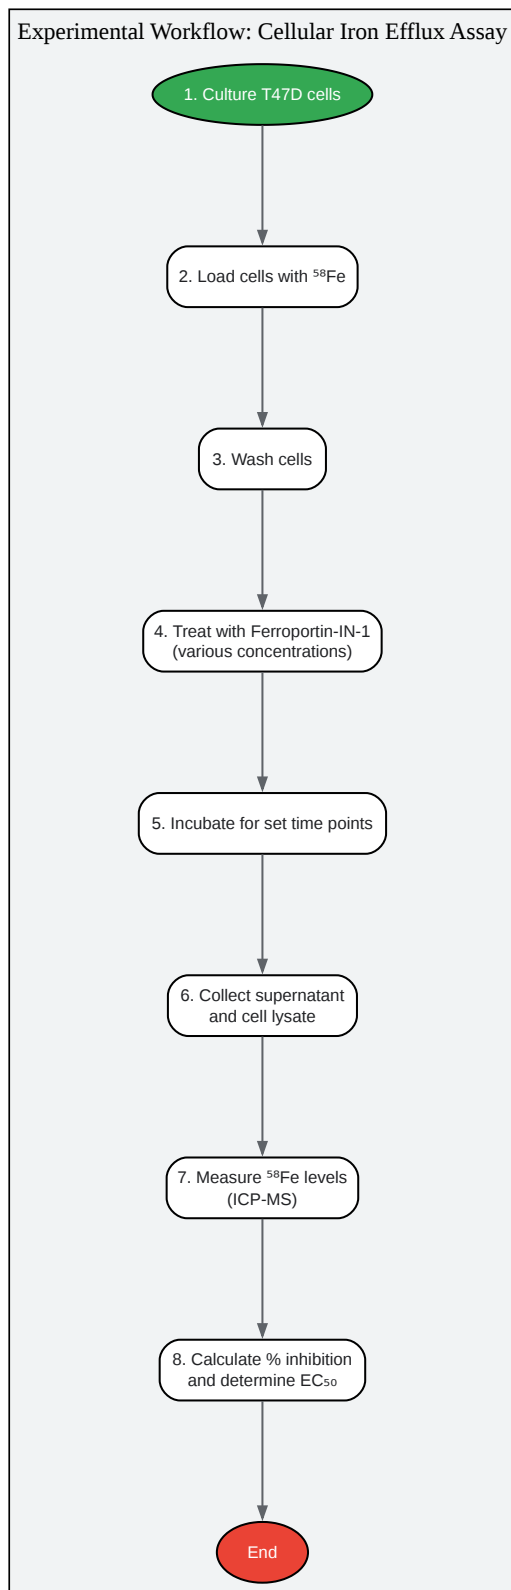 Experimental Workflow: Cellular Iron Efflux Assay
1. Culture T47D cells
2. Load cells with ⁵⁸Fe
3. Wash cells
4. Treat with Ferroportin-IN-1
(various concentrations)
5. Incubate for set time points
6. Collect supernatant
and cell lysate
7. Measure ⁵⁸Fe levels
(ICP-MS)
8. Calculate % inhibition
and determine EC₅₀
End